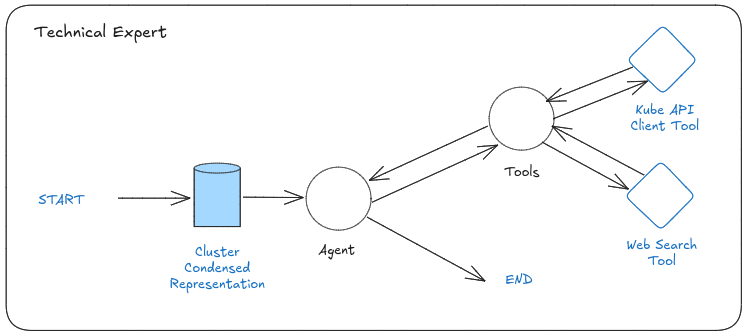 Technical Expert
Kube API
Client Tool
Tools
START
Agent
Cluster
Condensed
Representation
Web Search
Tool
END